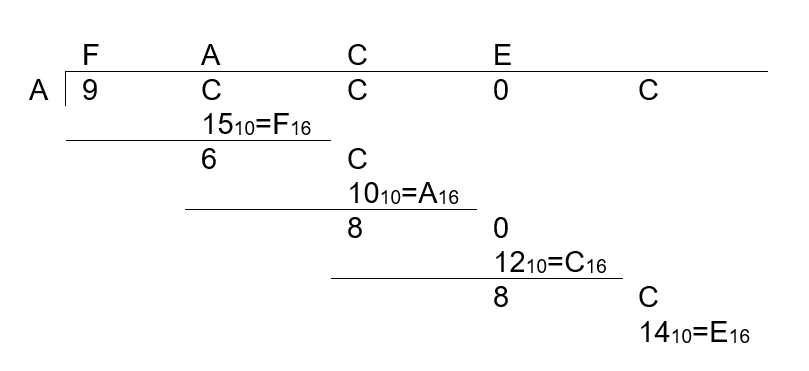 F A C E
A 9 C C 0 C
15₁₀=F₁₆
6 C
10₁₀=A₁₆
8 0
12₁₀=C₁₆
8 C
14₁₀=E₁₆